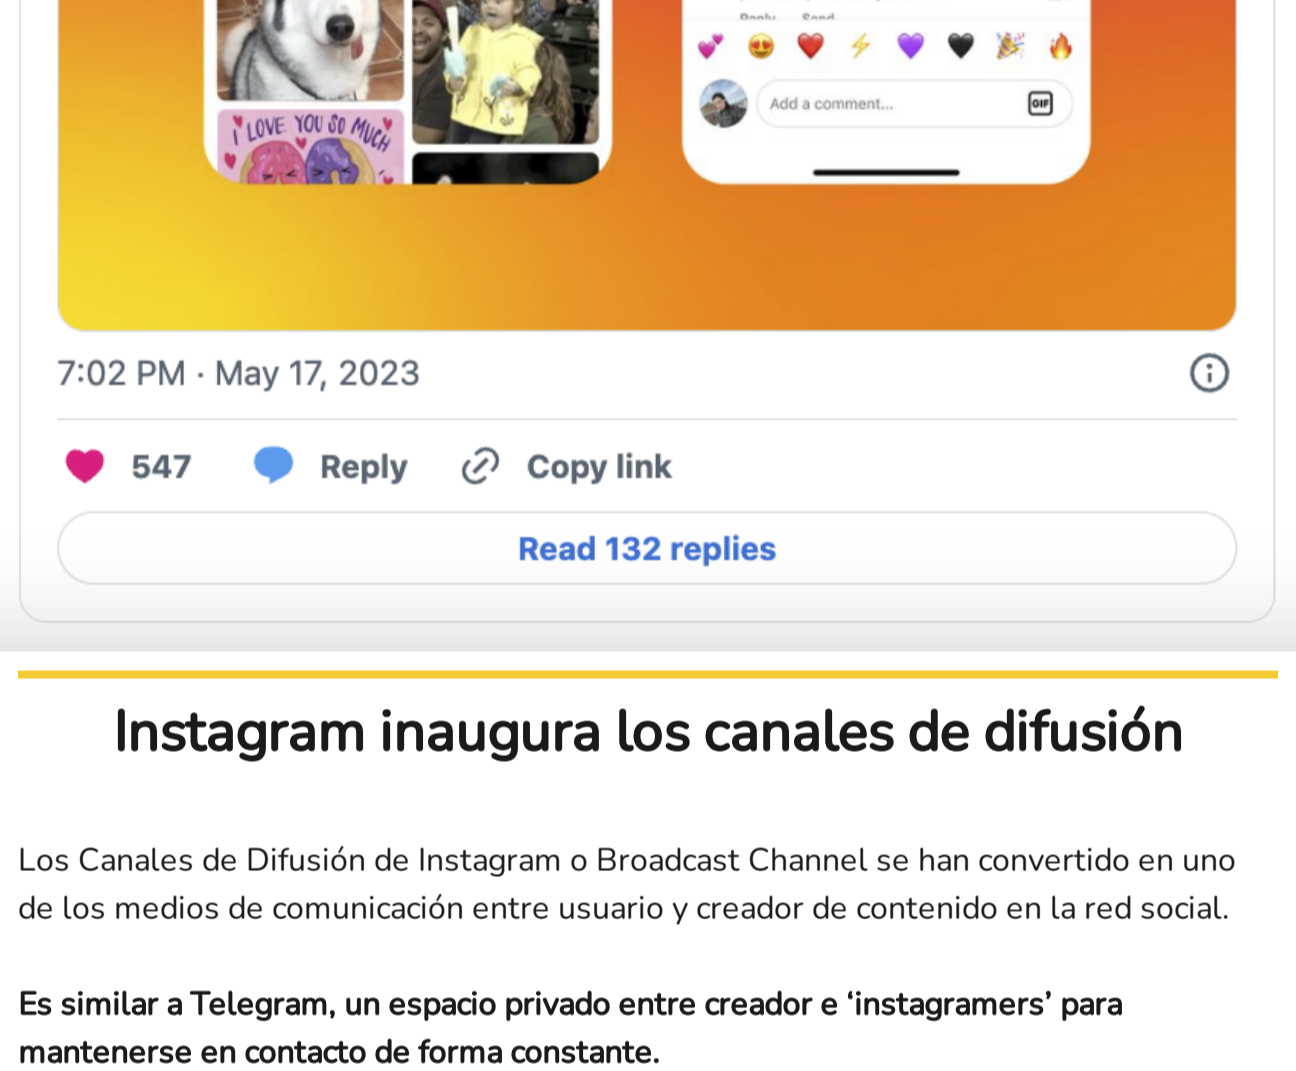 Reply Send
I LOVE YOU SO MUCH
Add a comment...
GIF
7:02 PM · May 17, 2023
547 Reply Copy link
Read 132 replies
Instagram inaugura los canales de difusión
Los Canales de Difusión de Instagram o Broadcast Channel se han convertido en uno
de los medios de comunicación entre usuario y creador de contenido en la red social.
Es similar a Telegram, un espacio privado entre creador e ‘instagramers’ para
mantenerse en contacto de forma constante.